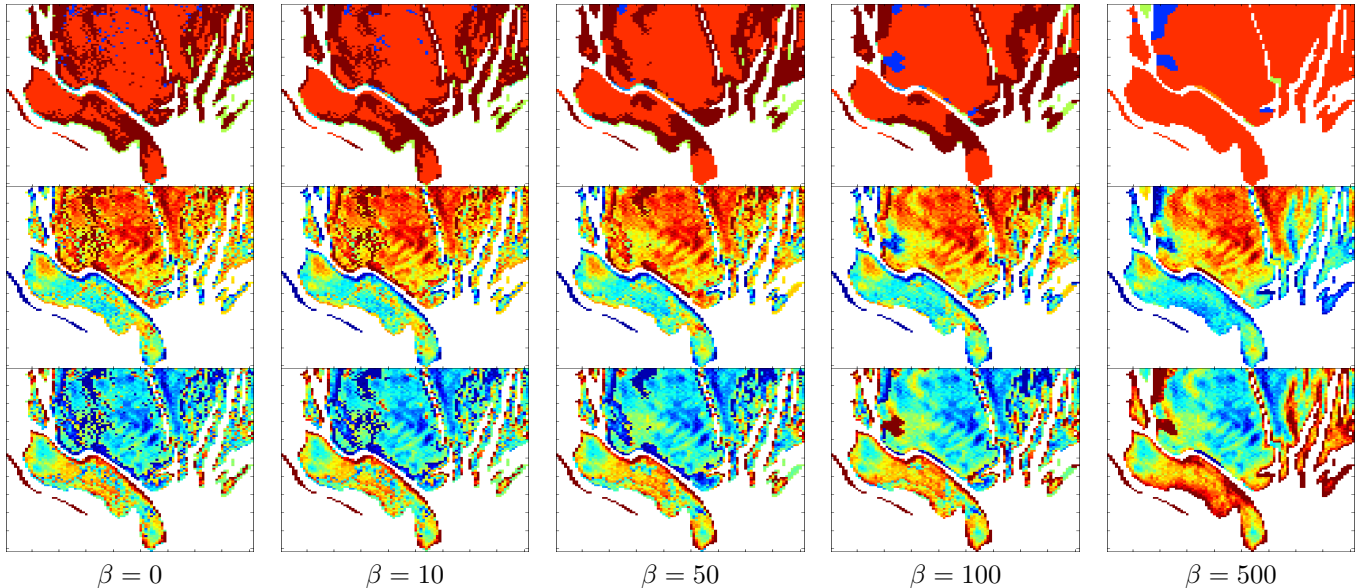 β = 0 β = 10 β = 50 β = 100 β = 500